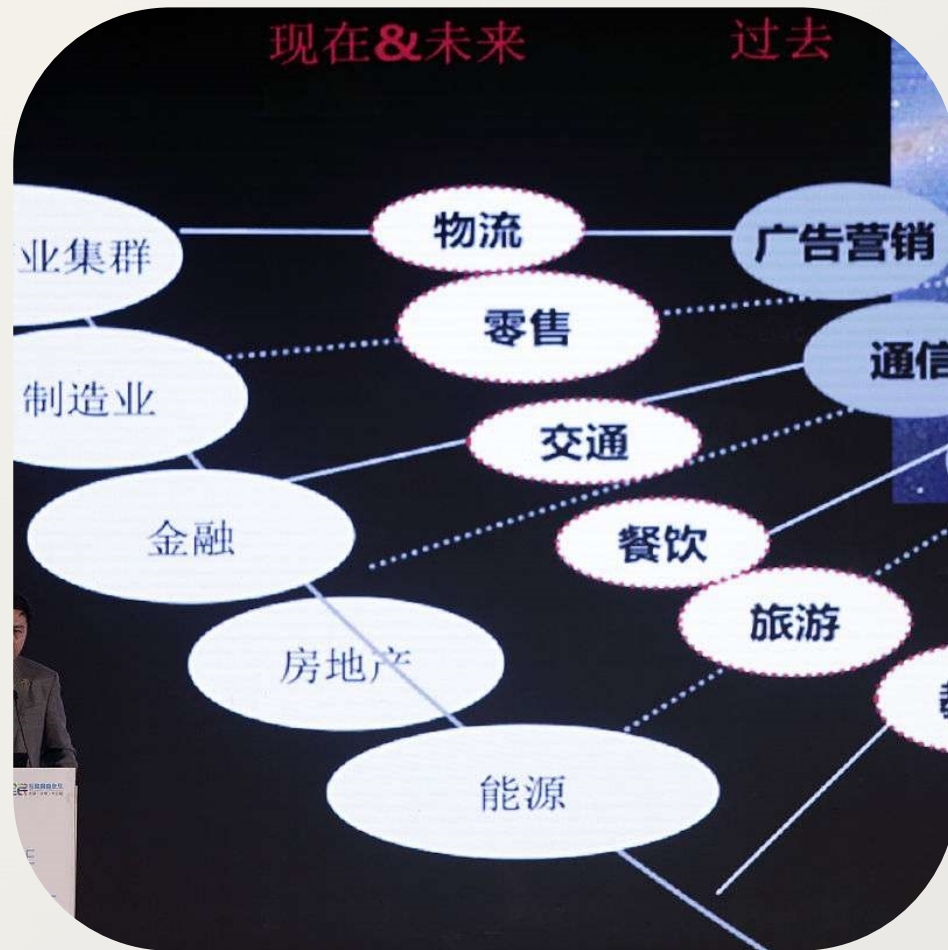 现在&未来
过去
业集群
物流
广告营销
零售
制造业
通信
交通
金融
餐饮
旅游
房地产
能源